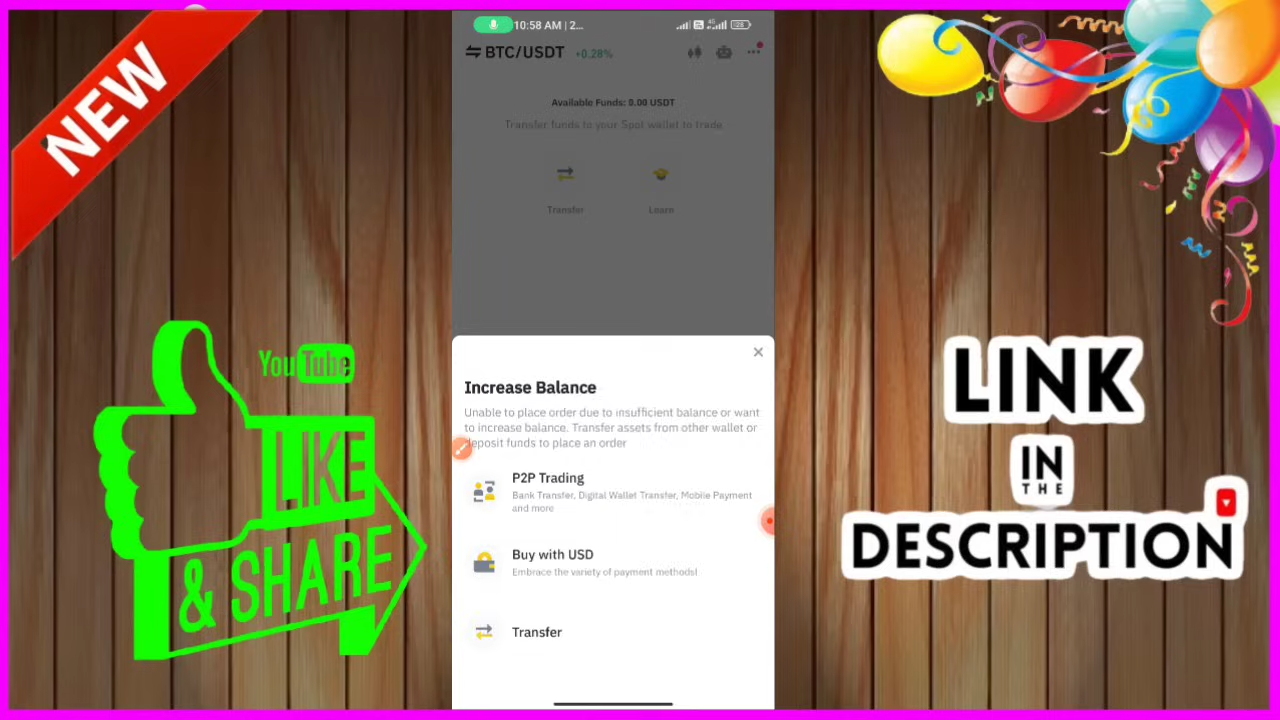 NEW
10:58 AM | 2...
BTC/USDT +0.28%
Available Funds: 0.00 USDT
Transfer funds to your Spot wallet to trade
Transfer Learn
Increase Balance
Unable to place order due to insufficient balance or want
to increase balance. Transfer assets from other wallet or
deposit funds to place an order
P2P Trading
Bank Transfer, Digital Wallet Transfer, Mobile Payment
and more
Buy with USD
Embrace the variety of payment methods!
Transfer
YouTube
LIKE
& SHARE
LINK
IN
THE
DESCRIPTION